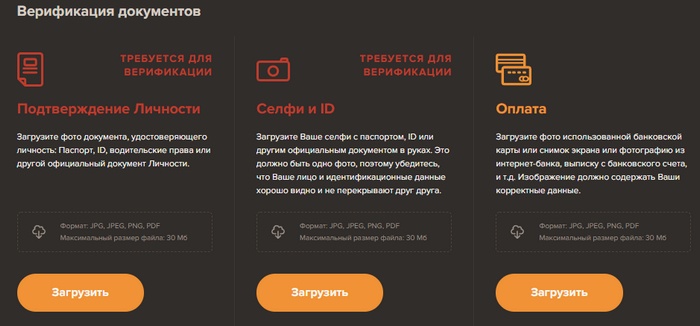 Верификация документов
ТРЕБУЕТСЯ ДЛЯ
ВЕРИФИКАЦИИ
Подтверждение Личности
Загрузите фото документа, удостоверяющего
личность: Паспорт, ID, водительские права или
другой официальный документ Личности.
Формат: JPG, JPEG, PNG, PDF
Максимальный размер файла: 30 Мб
Загрузить
ТРЕБУЕТСЯ ДЛЯ
ВЕРИФИКАЦИИ
Селфи и ID
Загрузите Ваше селфи с паспортом, ID или
другим официальным документом в руках. Это
должно быть одно фото, поэтому убедитесь,
что Ваше лицо и идентификационные данные
хорошо видно и не перекрывают друг друга.
Формат: JPG, JPEG, PNG, PDF
Максимальный размер файла: 30 Мб
Загрузить
Оплата
Загрузите фото использованной банковской
карты или снимок экрана или фотографию из
интернет-банка, выписку с банковского счета,
и т.д. Изображение должно содержать Ваши
корректные данные.
Формат: JPG, JPEG, PNG, PDF
Максимальный размер файла: 30 Мб
Загрузить